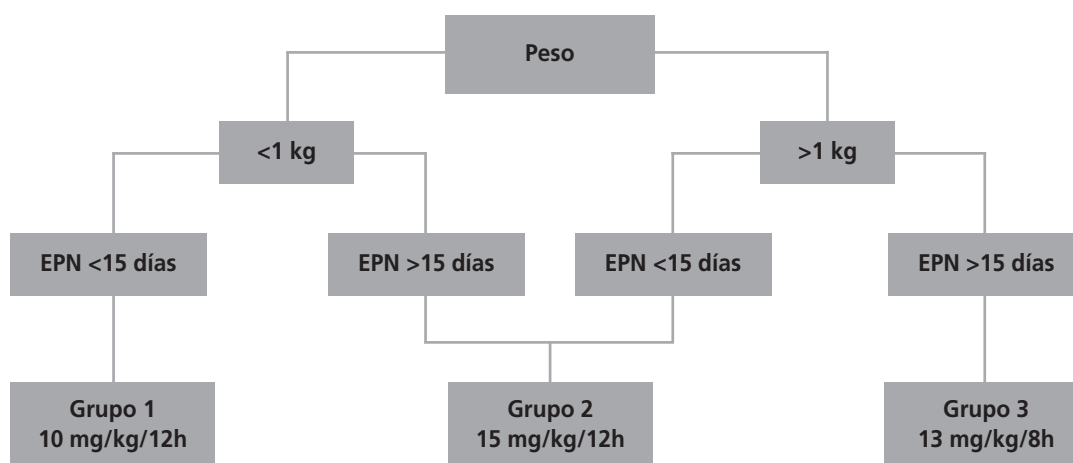 Peso
<1 kg
>1 kg
EPN <15 días
EPN >15 días
EPN <15 días
EPN >15 días
Grupo 1
10 mg/kg/12h
Grupo 2
15 mg/kg/12h
Grupo 3
13 mg/kg/8h